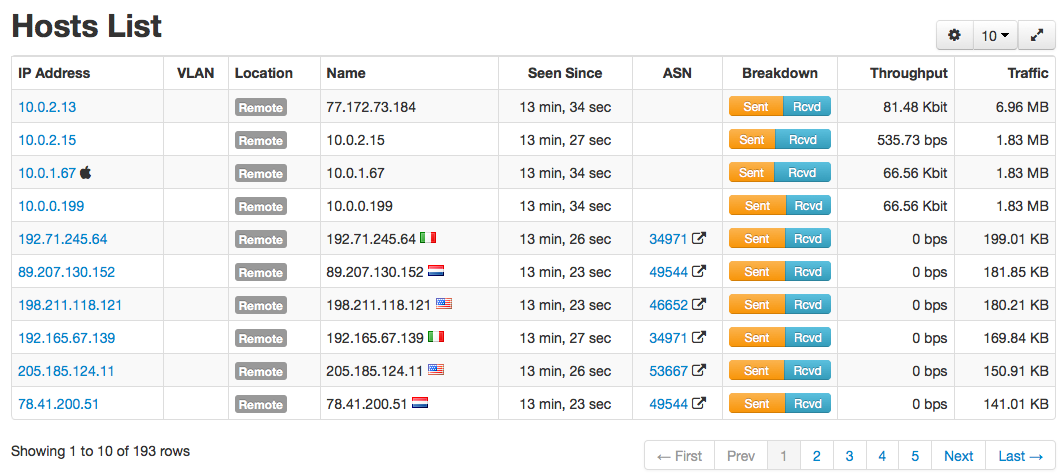 Hosts List
10
IP Address VLAN Location Name Seen Since ASN Breakdown Throughput Traffic
10.0.2.13 Remote 77.172.73.184 13 min, 34 sec Sent Rcvd 81.48 Kbit 6.96 MB
10.0.2.15 Remote 10.0.2.15 13 min, 27 sec Sent Rcvd 535.73 bps 1.83 MB
10.0.1.67 Remote 10.0.1.67 13 min, 34 sec Sent Rcvd 66.56 Kbit 1.83 MB
10.0.0.199 Remote 10.0.0.199 13 min, 34 sec Sent Rcvd 66.56 Kbit 1.83 MB
192.71.245.64 Remote 192.71.245.64 13 min, 26 sec 34971 Sent Rcvd 0 bps 199.01 KB
89.207.130.152 Remote 89.207.130.152 13 min, 23 sec 49544 Sent Rcvd 0 bps 181.85 KB
198.211.118.121 Remote 198.211.118.121 13 min, 23 sec 46652 Sent Rcvd 0 bps 180.21 KB
192.165.67.139 Remote 192.165.67.139 13 min, 27 sec 34971 Sent Rcvd 0 bps 169.84 KB
205.185.124.11 Remote 205.185.124.11 13 min, 26 sec 53667 Sent Rcvd 0 bps 150.91 KB
78.41.200.51 Remote 78.41.200.51 13 min, 23 sec 49544 Sent Rcvd 0 bps 141.01 KB
Showing 1 to 10 of 193 rows
← First Prev 1 2 3 4 5 Next Last →